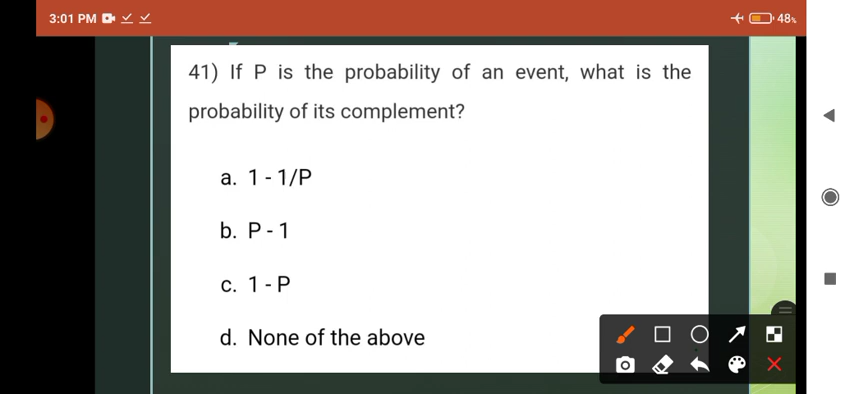 3:01 PM
48%
41) If P is the probability of an event, what is the
probability of its complement?
a. 1 - 1/P
b. P - 1
c. 1 - P
d. None of the above